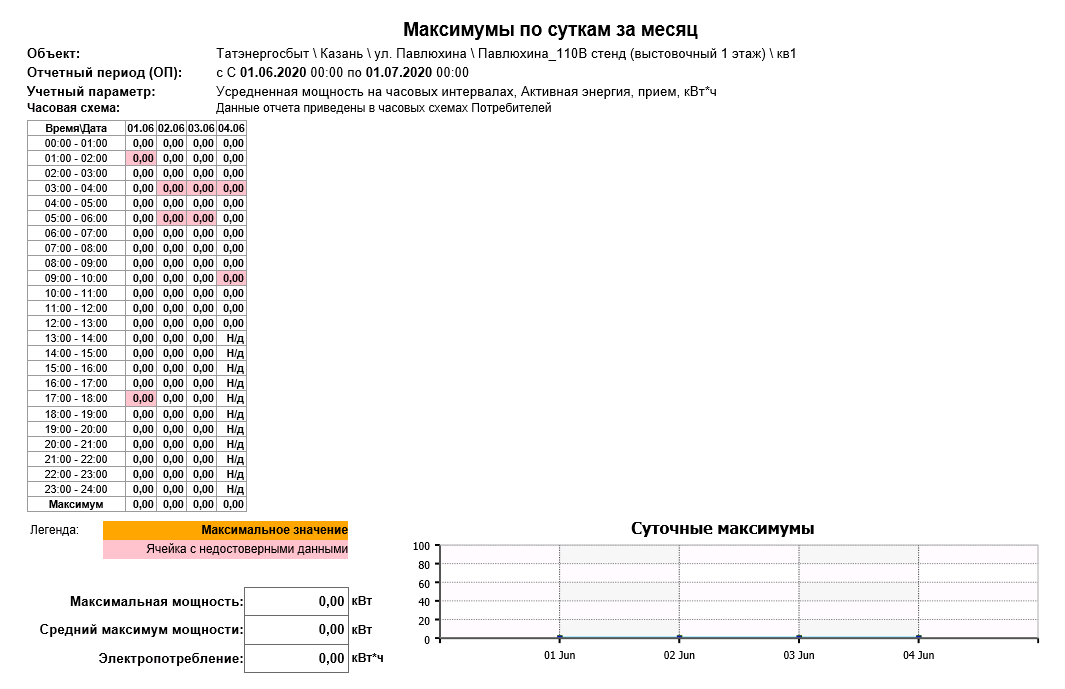 Максимумы по суткам за месяц
Объект: Татэнергосбыт \ Казань \ ул. Павлюхина \ Павлюхина_110В стенд (выстовочный 1 этаж) \ кв1
Отчетный период (ОП): с С 01.06.2020 00:00 по 01.07.2020 00:00
Учетный параметр: Усредненная мощность на часовых интервалах, Активная энергия, прием, кВт*ч
Часовая схема: Данные отчета приведены в часовых схемах Потребителей
Время\Дата 01.06 02.06 03.06 04.06
00:00 - 01:00 0,00 0,00 0,00 0,00
01:00 - 02:00 0,00 0,00 0,00 0,00
02:00 - 03:00 0,00 0,00 0,00 0,00
03:00 - 04:00 0,00 0,00 0,00 0,00
04:00 - 05:00 0,00 0,00 0,00 0,00
05:00 - 06:00 0,00 0,00 0,00 0,00
06:00 - 07:00 0,00 0,00 0,00 0,00
07:00 - 08:00 0,00 0,00 0,00 0,00
08:00 - 09:00 0,00 0,00 0,00 0,00
09:00 - 10:00 0,00 0,00 0,00 0,00
10:00 - 11:00 0,00 0,00 0,00 0,00
11:00 - 12:00 0,00 0,00 0,00 0,00
12:00 - 13:00 0,00 0,00 0,00 0,00
13:00 - 14:00 0,00 0,00 0,00 Н/д
14:00 - 15:00 0,00 0,00 0,00 Н/д
15:00 - 16:00 0,00 0,00 0,00 Н/д
16:00 - 17:00 0,00 0,00 0,00 Н/д
17:00 - 18:00 0,00 0,00 0,00 Н/д
18:00 - 19:00 0,00 0,00 0,00 Н/д
19:00 - 20:00 0,00 0,00 0,00 Н/д
20:00 - 21:00 0,00 0,00 0,00 Н/д
21:00 - 22:00 0,00 0,00 0,00 Н/д
22:00 - 23:00 0,00 0,00 0,00 Н/д
23:00 - 24:00 0,00 0,00 0,00 Н/д
Максимум 0,00 0,00 0,00 0,00
Легенда: Максимальное значение
Ячейка с недостоверными данными
Максимальная мощность: 0,00 кВт
Средний максимум мощности: 0,00 кВт
Электропотребление: 0,00 кВт*ч
Суточные максимумы
100
80
60
40
20
0
01 Jun 02 Jun 03 Jun 04 Jun